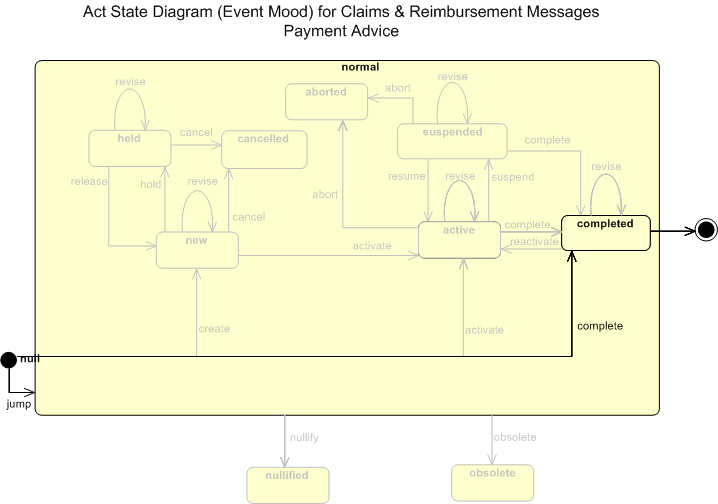 Act State Diagram (Event Mood) for Claims & Reimbursement Messages
Payment Advice
normal
revise
aborted
abort
revise
held
cancel
cancelled
suspended
complete
release
hold
revise
abort
resume
revise
suspend
revise
cancel
new
active
complete
completed
activate
reactivate
create
activate
complete
null
jump
nullify
obsolete
nullified
obsolete